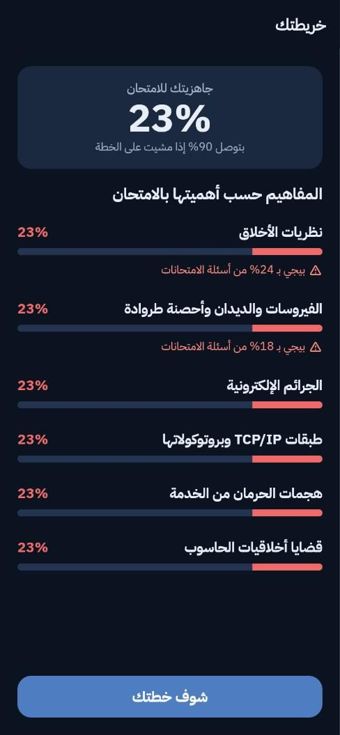 خريطتك
جاهزيتك للامتحان
23%
بتوصل 90% إذا مشيت على الخطة
المفاهيم حسب أهميتها بالامتحان
نظريات الأخلاق 23%
بيجي بـ 24% من أسئلة الامتحانات
الفيروسات والديدان وأحصنة طروادة 23%
بيجي بـ 18% من أسئلة الامتحانات
الجرائم الإلكترونية 23%
طبقات TCP/IP وبروتوكولاتها 23%
هجمات الحرمان من الخدمة 23%
قضايا أخلاقيات الحاسوب 23%
شوف خطتك